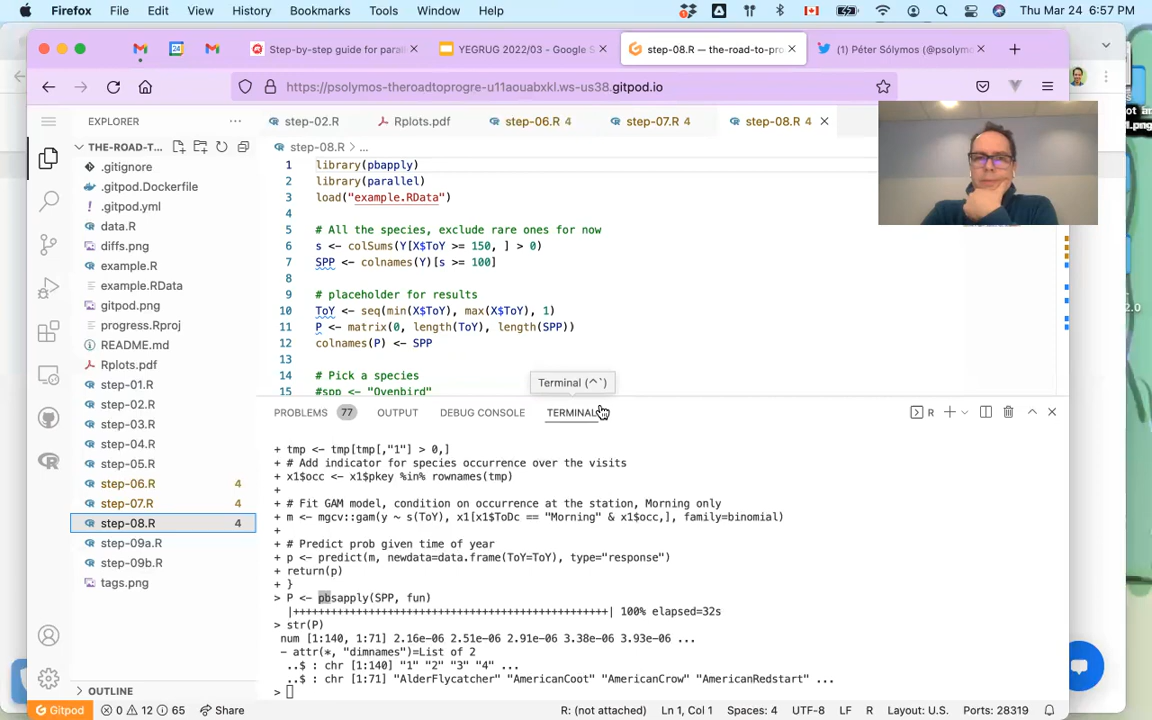 Firefox File Edit View History Bookmarks Tools Window Help Thu Mar 24 6:57 PM
Step-by-step guide for paral YEGRUG 2022/03 - Google S step-08.R — the-road-to-pro (1) Péter Sólymos (@psolym
https://psolymos-theroadtoprogre-u11aouabxkl.ws-us38.gitpod.io
EXPLORER
step-02.R Rplots.pdf step-06.R 4 step-07.R 4 step-08.R 4
THE-ROAD-T...
step-08.R > ...
.gitignore
.gitpod.Dockerfile
.gitpod.yml
data.R
diffs.png
example.R
example.RData
gitpod.png
progress.Rproj
README.md
Rplots.pdf
step-01.R
step-02.R
step-03.R
step-04.R
step-05.R
step-06.R 4
step-07.R 4
step-08.R 4
step-09a.R
step-09b.R
tags.png
OUTLINE
1 library(pbapply)
2 library(parallel)
3 load("example.RData")
4
5 # All the species, exclude rare ones for now
6 s <- colSums(Y[X$ToY >= 150, ] > 0)
7 SPP <- colnames(Y)[s >= 100]
8
9 # placeholder for results
10 ToY <- seq(min(X$ToY), max(X$ToY), 1)
11 P <- matrix(0, length(ToY), length(SPP))
12 colnames(P) <- SPP
13
14 # Pick a species
15 #spp <- "Ovenbird"
Terminal (^`)
PROBLEMS 77 OUTPUT DEBUG CONSOLE TERMINAL R
+ tmp <- tmp[tmp[,"1"] > 0,]
+ # Add indicator for species occurrence over the visits
+ x1$occ <- x1$pkey %in% rownames(tmp)
+
+ # Fit GAM model, condition on occurrence at the station, Morning only
+ m <- mgcv::gam(y ~ s(ToY), x1[x1$ToDc == "Morning" & x1$occ,], family=binomial)
+
+ # Predict prob given time of year
+ p <- predict(m, newdata=data.frame(ToY=ToY), type="response")
+ return(p)
+ }
> P <- pbsapply(SPP, fun)
|++++++++++++++++++++++++++++++++++++++++++++++++++| 100% elapsed=32s
> str(P)
num [1:140, 1:71] 2.16e-06 2.51e-06 2.91e-06 3.38e-06 3.93e-06 ...
- attr(*, "dimnames")=List of 2
..$ : chr [1:140] "1" "2" "3" "4" ...
..$ : chr [1:71] "AlderFlycatcher" "AmericanCoot" "AmericanCrow" "AmericanRedstart" ...
>
Gitpod 0 12 65 Share R: (not attached) Ln 1, Col 1 Spaces: 4 UTF-8 LF R Layout: U.S. Ports: 28319